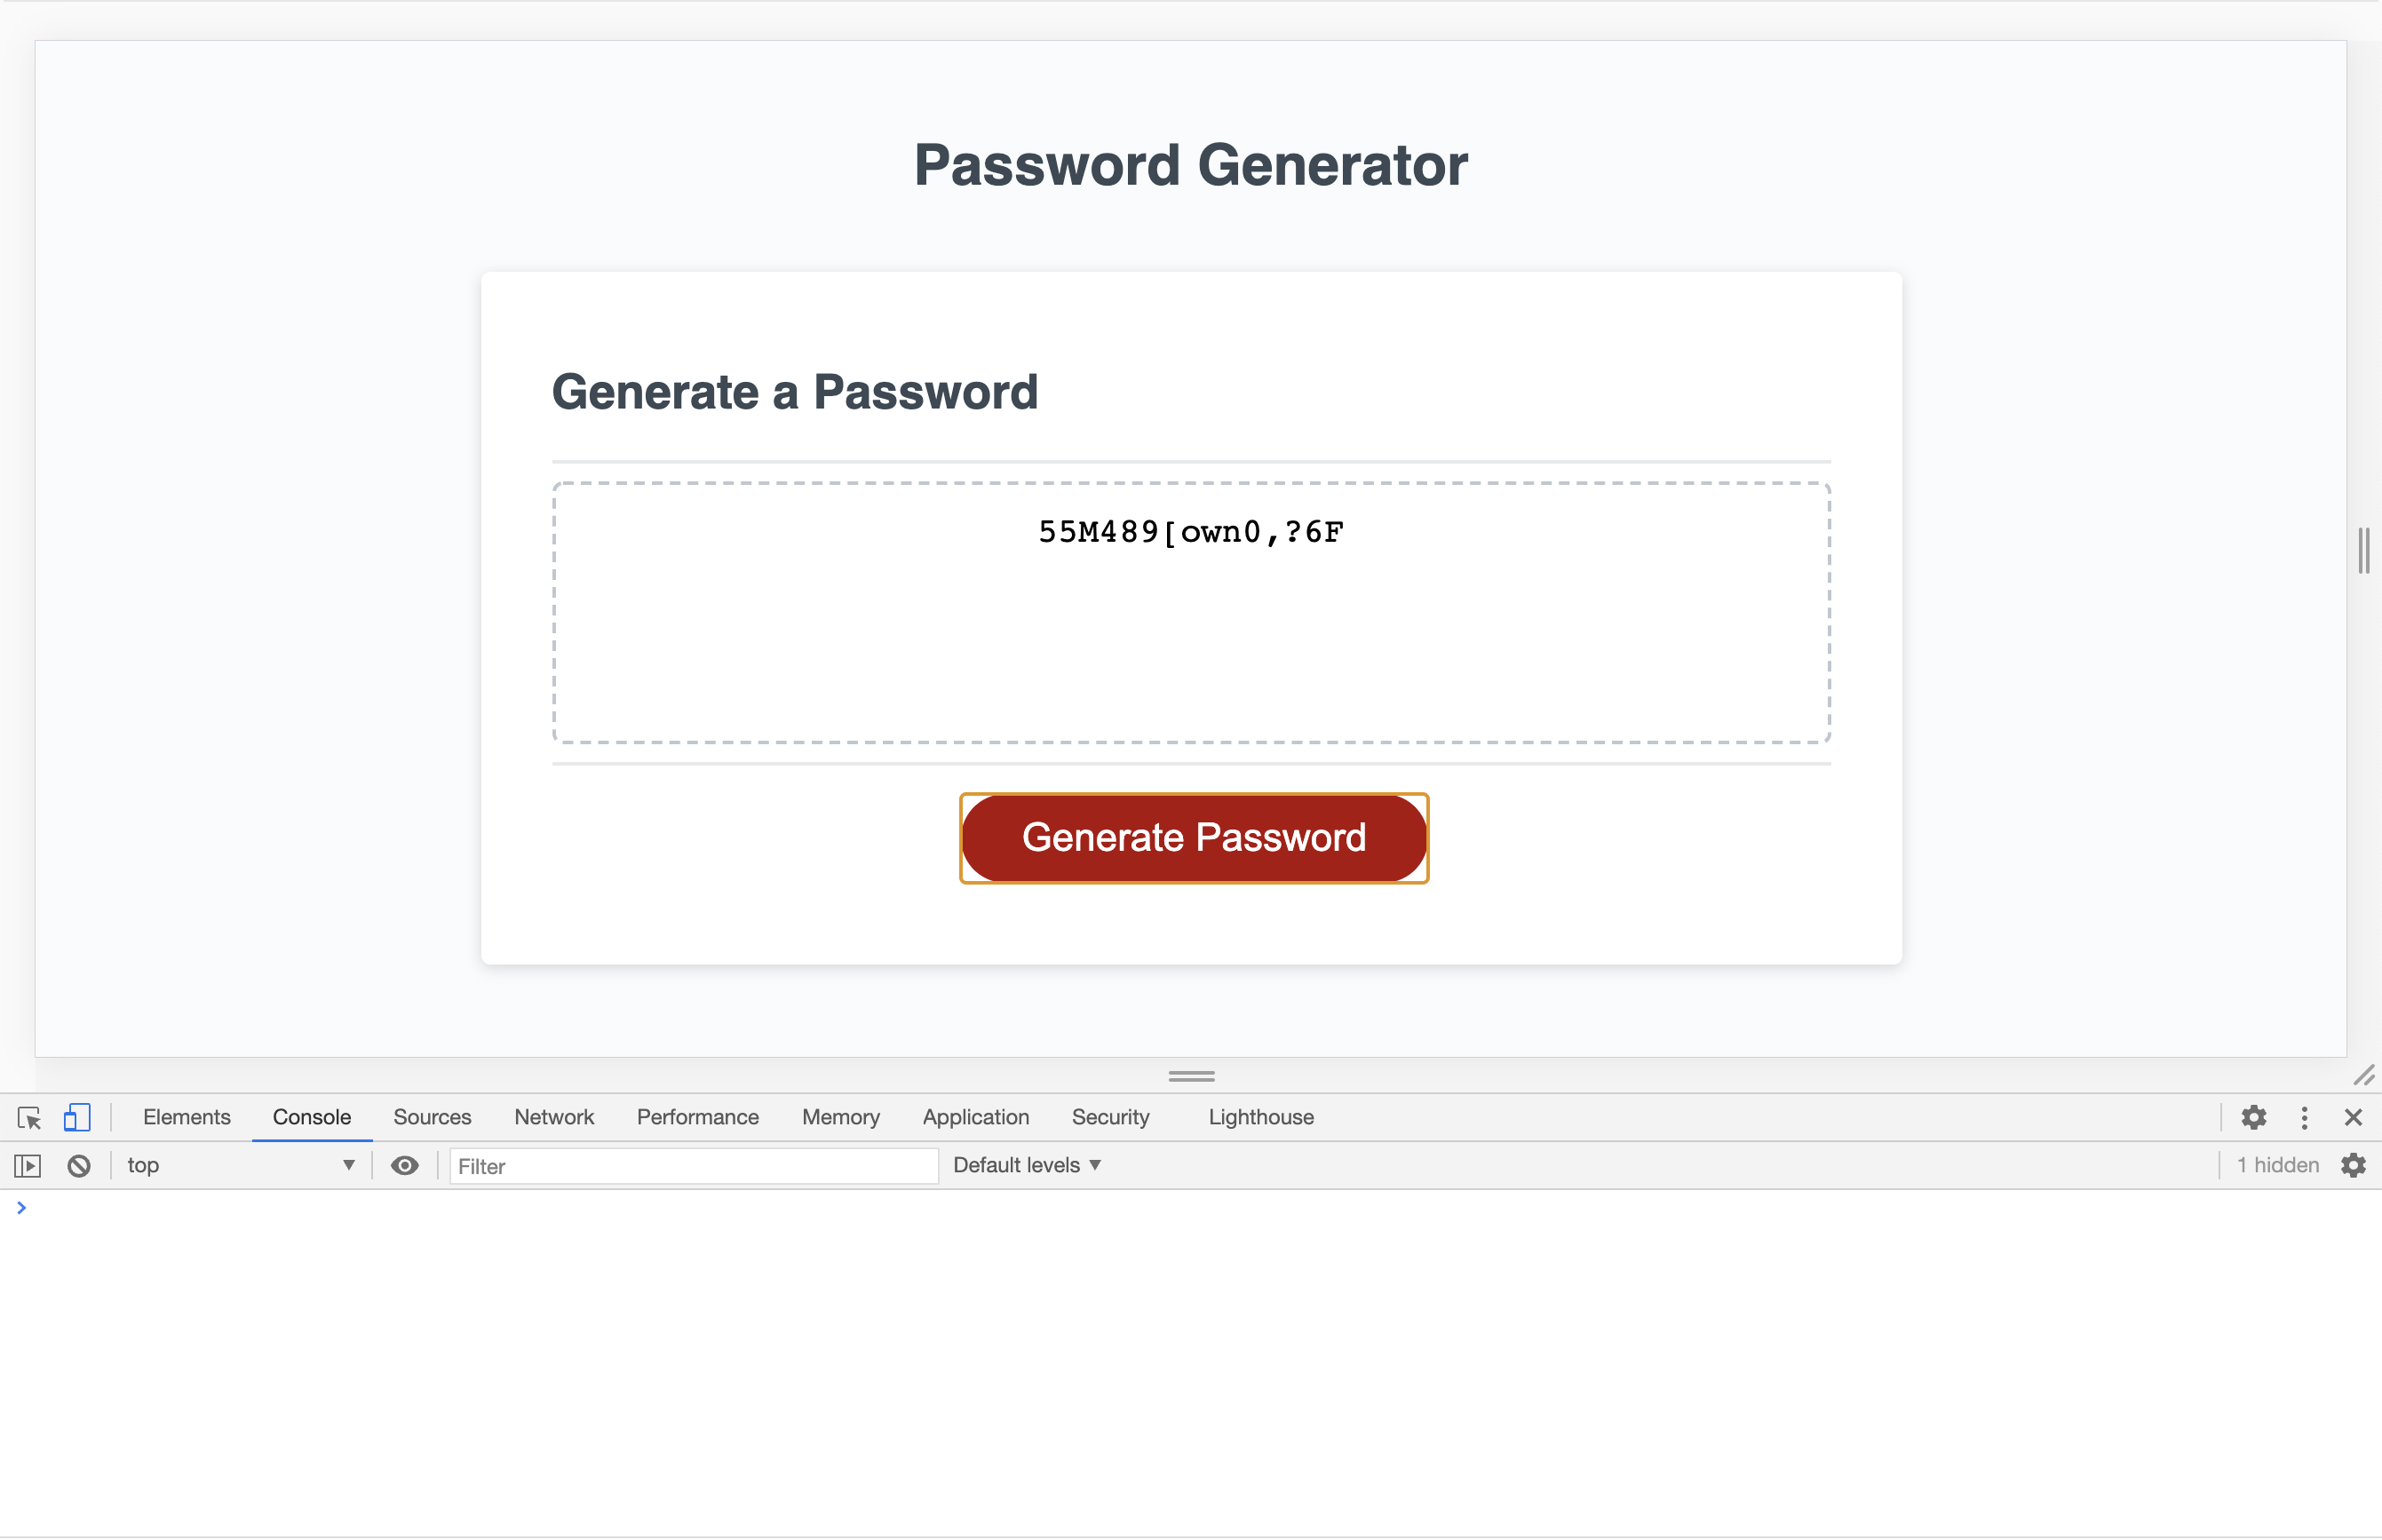 Password Generator
Generate a Password
55M489[own0,?6F
Generate Password
Elements Console Sources Network Performance Memory Application Security Lighthouse
top Filter Default levels 1 hidden